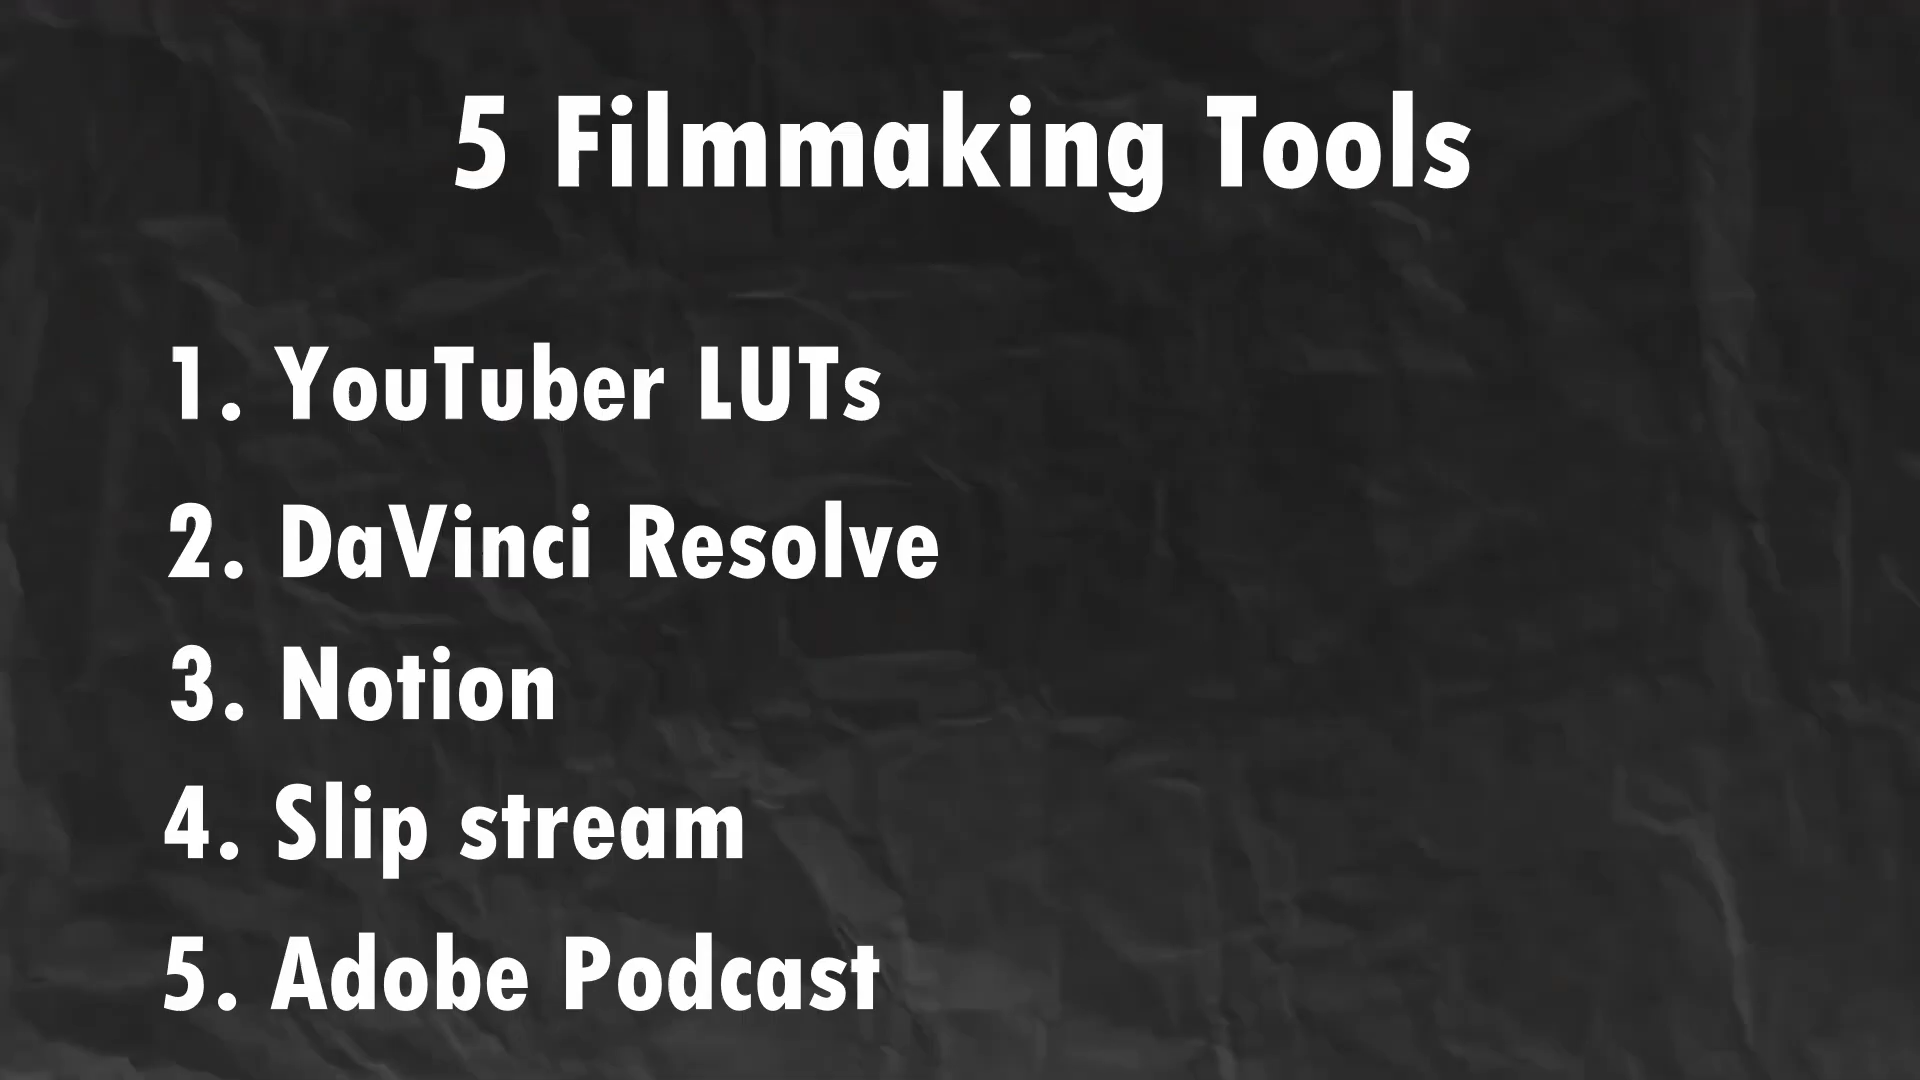 5 Filmmaking Tools
1. YouTuber LUTs
2. DaVinci Resolve
3. Notion
4. Slip stream
5. Adobe Podcast